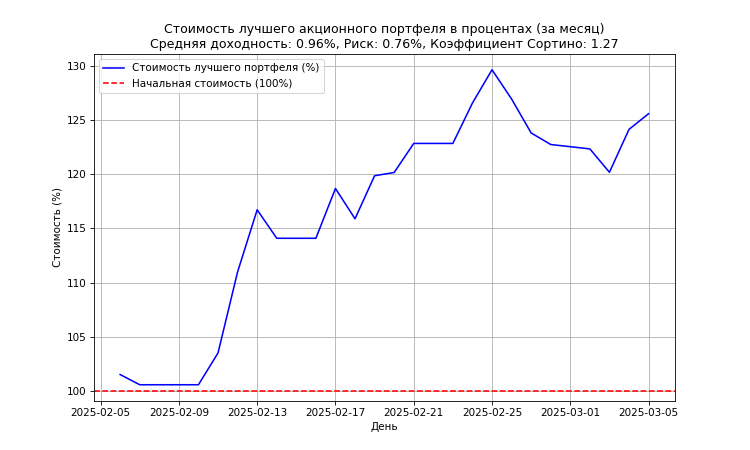 Стоимость лучшего акционного портфеля в процентах (за месяц)
Средняя доходность: 0.96%, Риск: 0.76%, Коэффициент Сортино: 1.27
Стоимость лучшего портфеля (%)
Начальная стоимость (100%)
Стоимость (%)
130
125
120
115
110
105
100
2025-02-05 2025-02-09 2025-02-13 2025-02-17 2025-02-21 2025-02-25 2025-03-01 2025-03-05
День